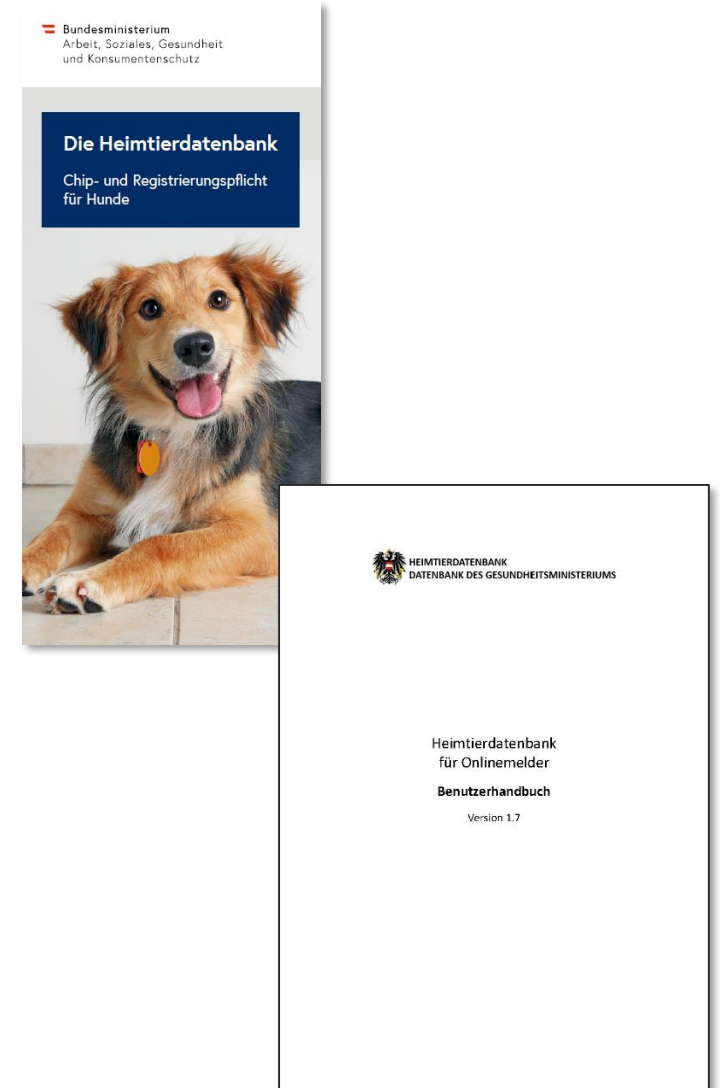 Bundesministerium
Arbeit, Soziales, Gesundheit
und Konsumentenschutz
Die Heimtierdatenbank
Chip- und Registrierungspflicht
für Hunde
HEIMTIERDATENBANK
DATENBANK DES GESUNDHEITSMINISTERIUMS
Heimtierdatenbank
für Onlinemelder
Benutzerhandbuch
Version 1.7